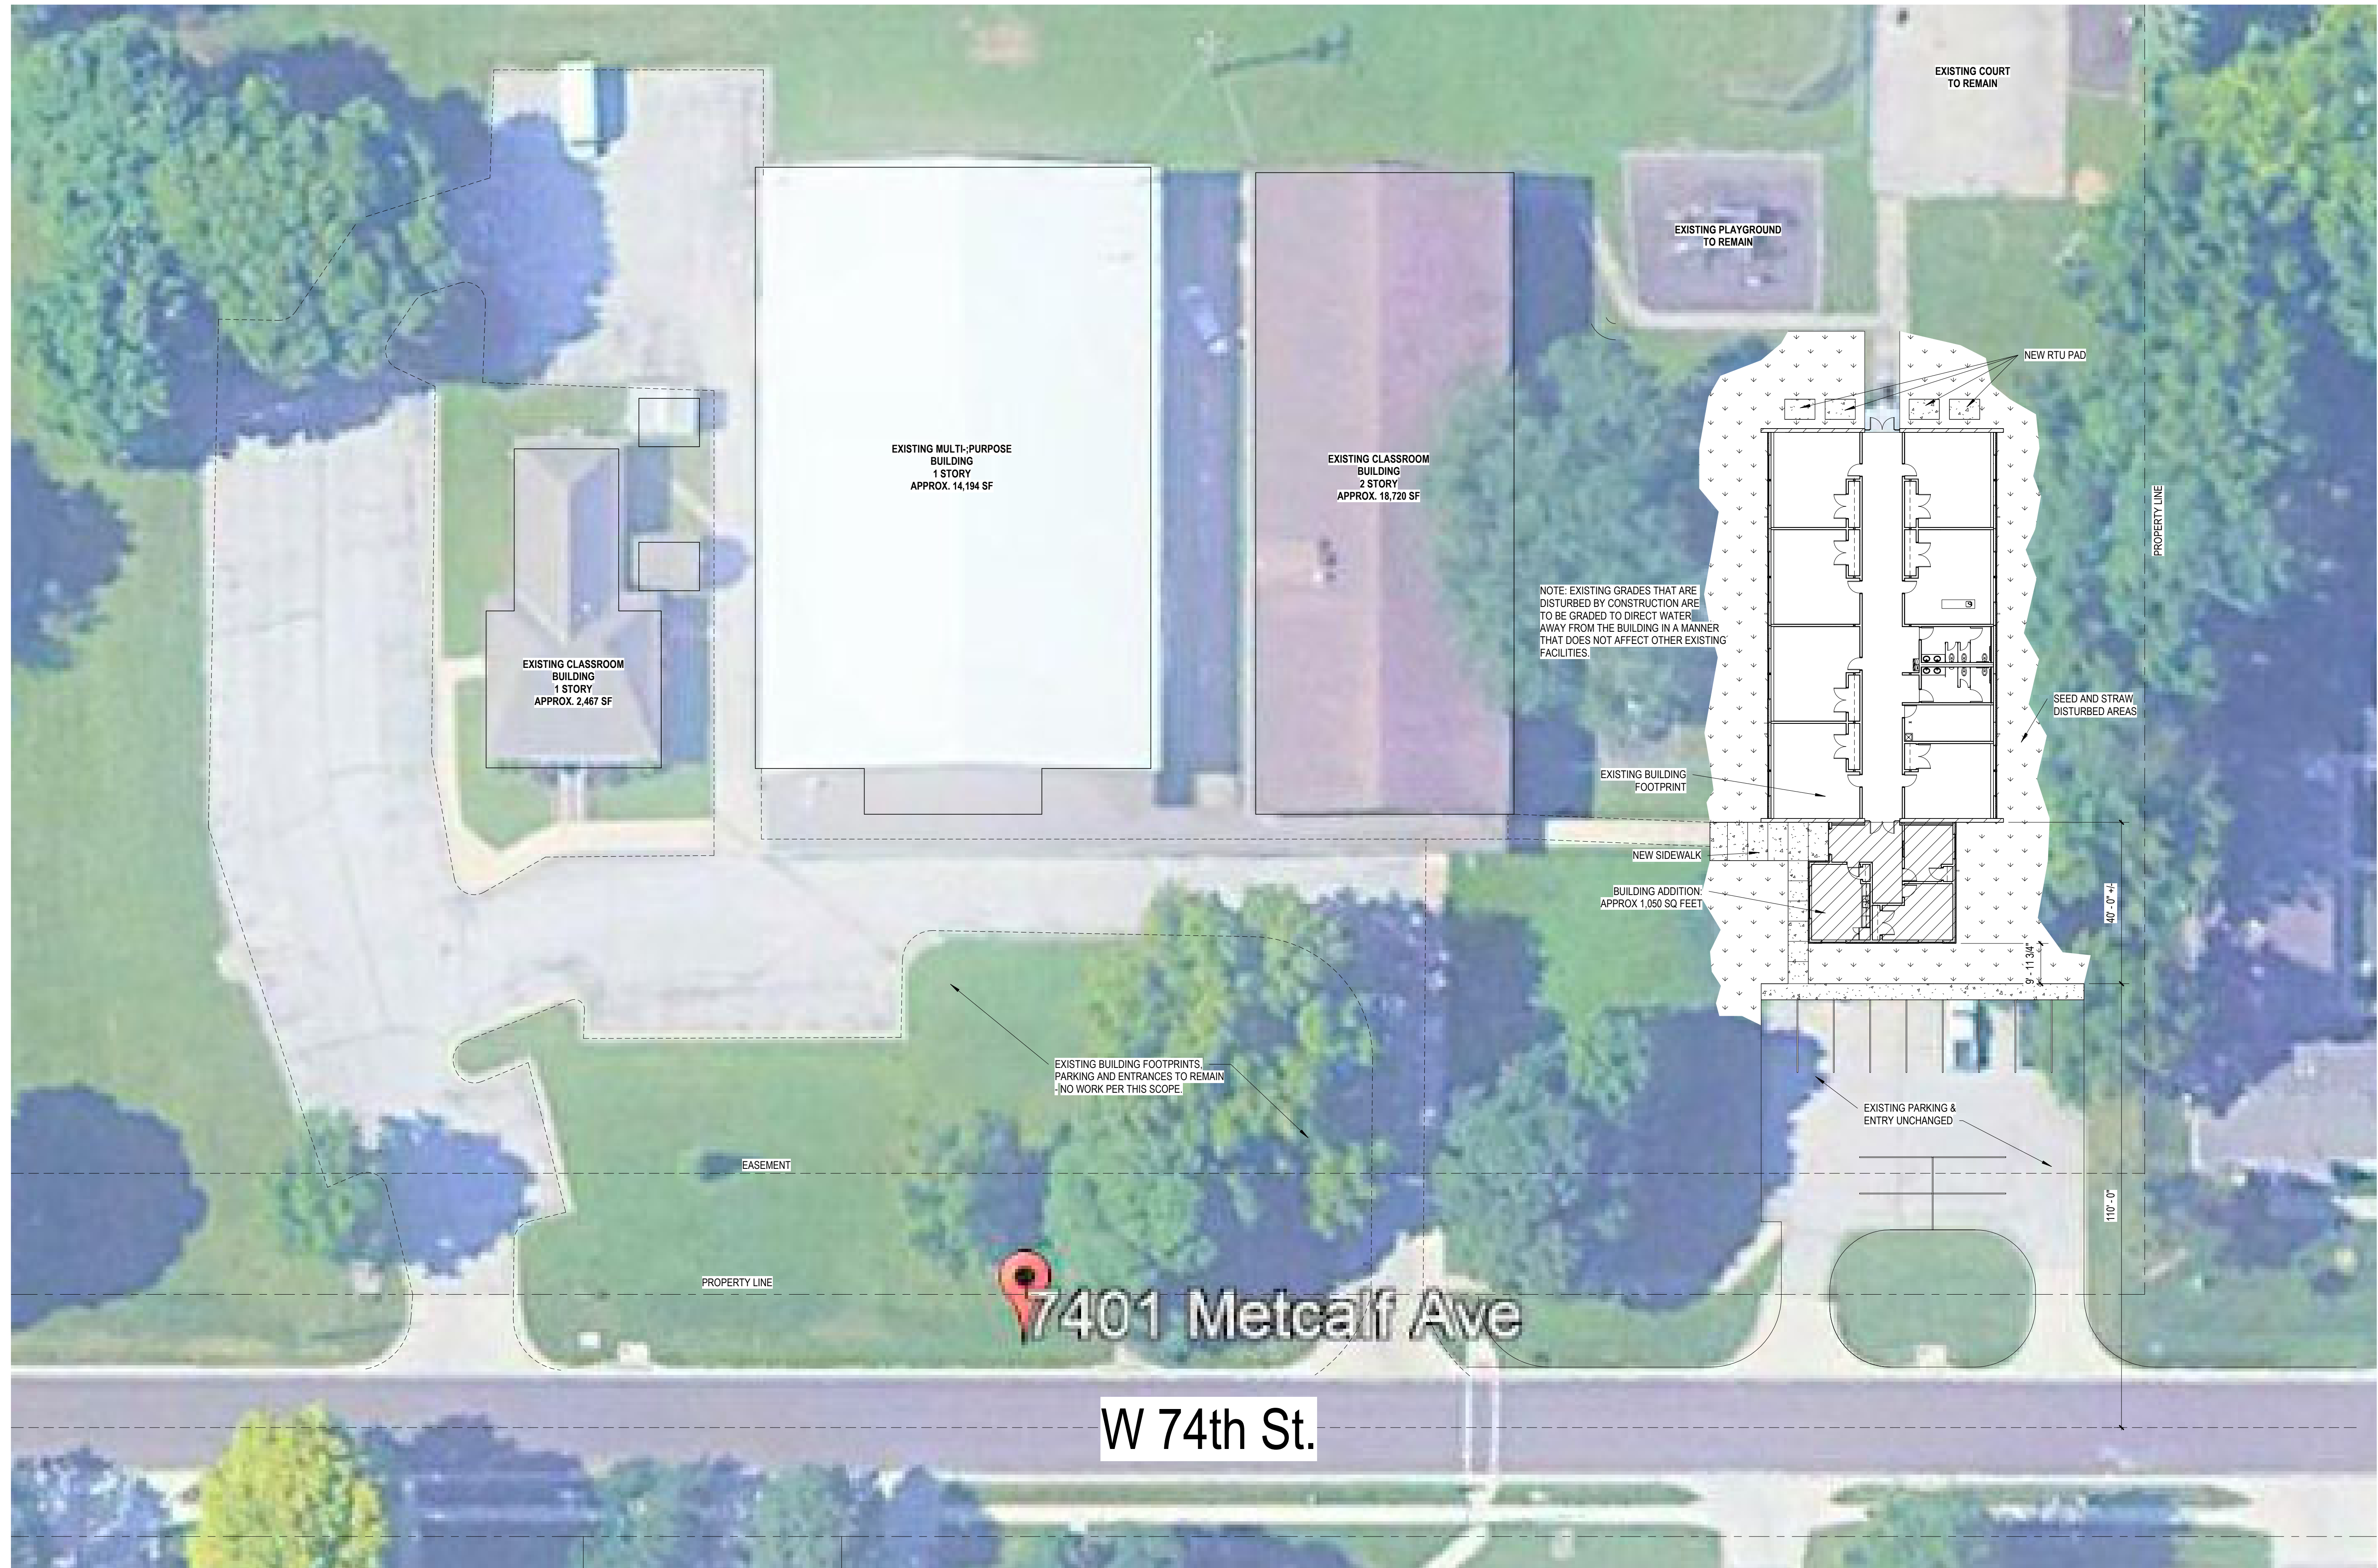 EXISTING COURT
TO REMAIN
EXISTING PLAYGROUND
TO REMAIN
NEW RTU PAD
EXISTING MULTI-;PURPOSE
BUILDING
1 STORY
APPROX. 14,194 SF
EXISTING CLASSROOM
BUILDING
2 STORY
APPROX. 18,720 SF
PROPERTY LINE
NOTE: EXISTING GRADES THAT ARE
DISTURBED BY CONSTRUCTION ARE
TO BE GRADED TO DIRECT WATER
AWAY FROM THE BUILDING IN A MANNER
THAT DOES NOT AFFECT OTHER EXISTING
FACILITIES.
EXISTING CLASSROOM
BUILDING
1 STORY
APPROX. 2,467 SF
SEED AND STRAW
DISTURBED AREAS
EXISTING BUILDING
FOOTPRINT
NEW SIDEWALK
BUILDING ADDITION:
APPROX 1,050 SQ FEET
40' - 0" +/-
9' - 11 3/4"
EXISTING BUILDING FOOTPRINTS,
PARKING AND ENTRANCES TO REMAIN
- NO WORK PER THIS SCOPE.
EXISTING PARKING &
ENTRY UNCHANGED
EASEMENT
110' - 0"
PROPERTY LINE
7401 Metcalf Ave
W 74th St.